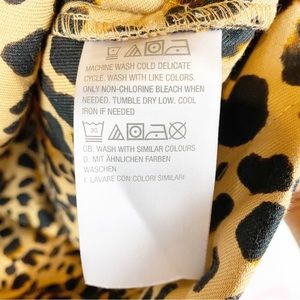 MACHINE WASH COLD DELICATE
CYCLE. WASH WITH LIKE COLORS.
ONLY NON-CHLORINE BLEACH WHEN
NEEDED. TUMBLE DRY LOW. COOL
IRON IF NEEDED
30
GB. WASH WITH SIMILAR COLOURS
D. MIT ÄHNLICHEN FARBEN
WASCHEN
I. LAVARE CON COLORI SIMILARI